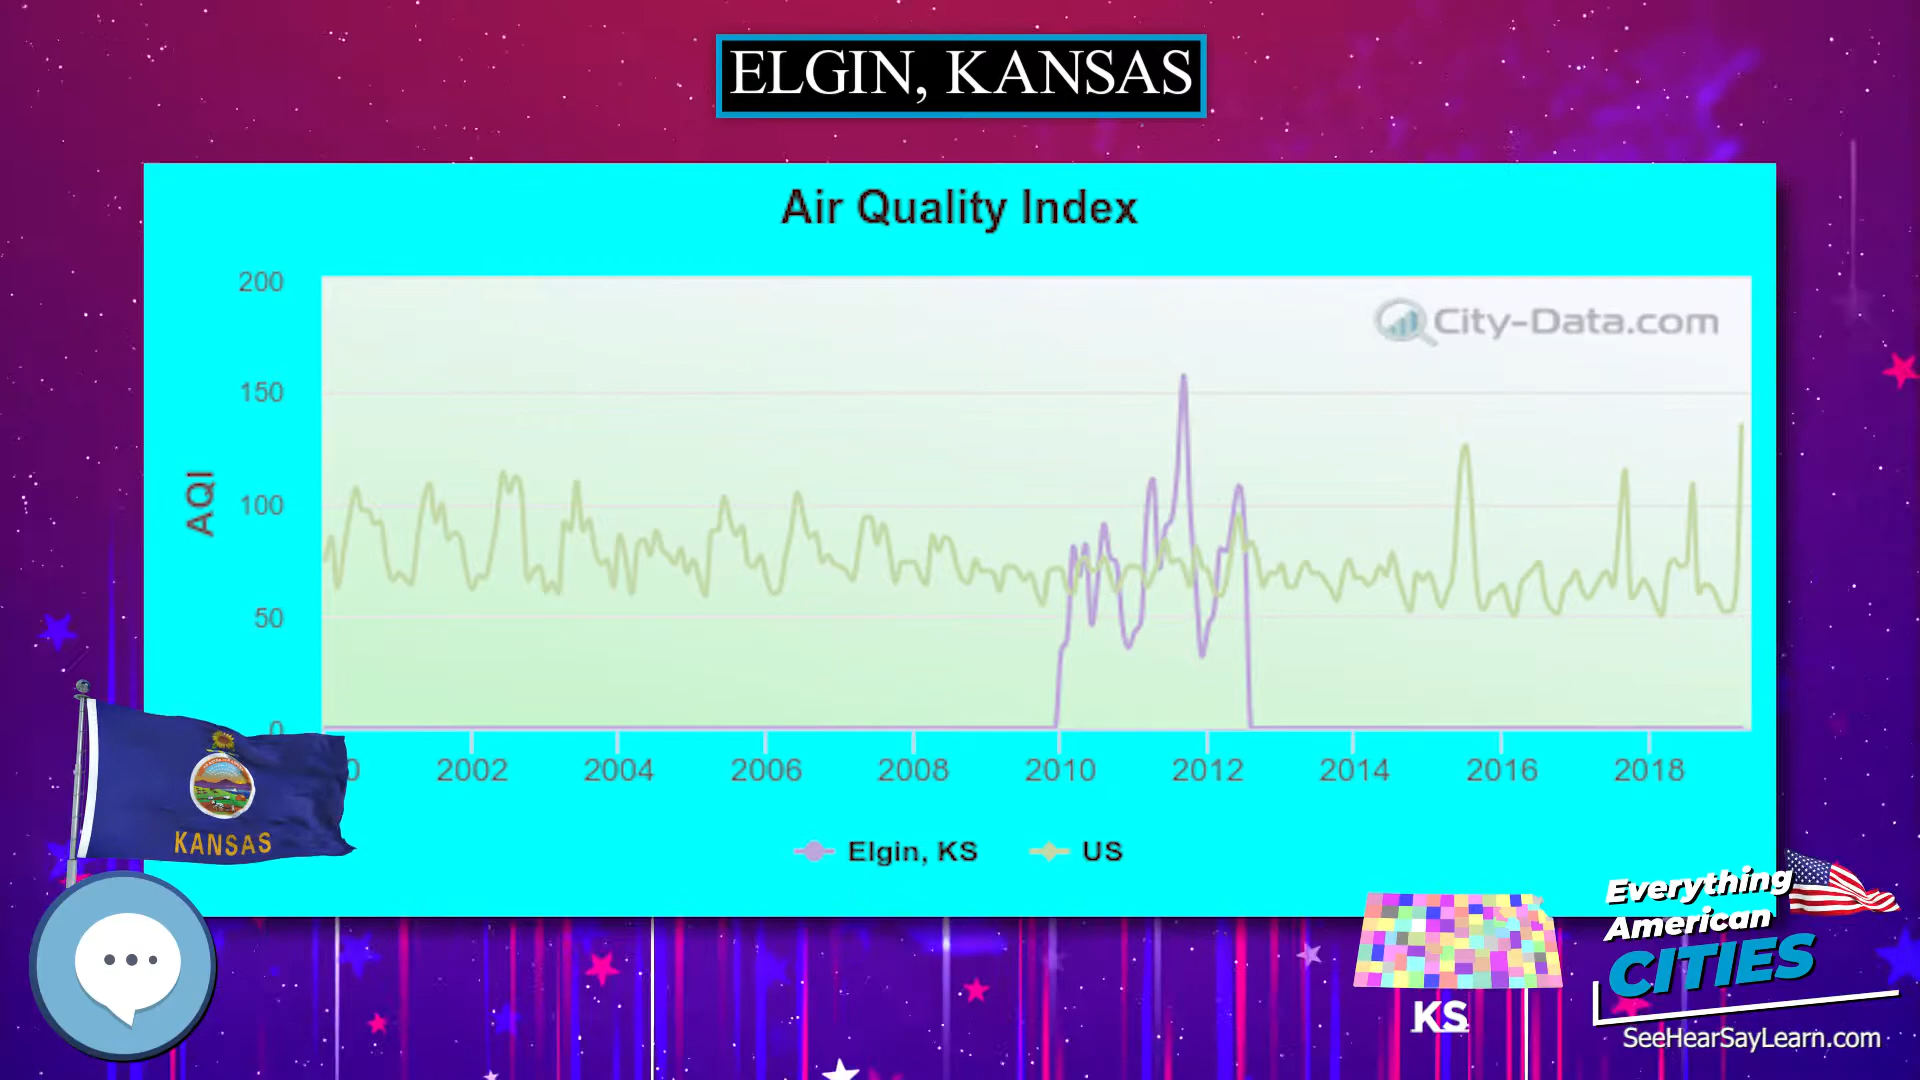 ELGIN, KANSAS
Air Quality Index
200
City-Data.com
150
AQI
100
50
0
0 2002 2004 2006 2008 2010 2012 2014 2016 2018
KANSAS
Elgin, KS US
Everything
American
CITIES
KS
SeeHearSayLearn.com